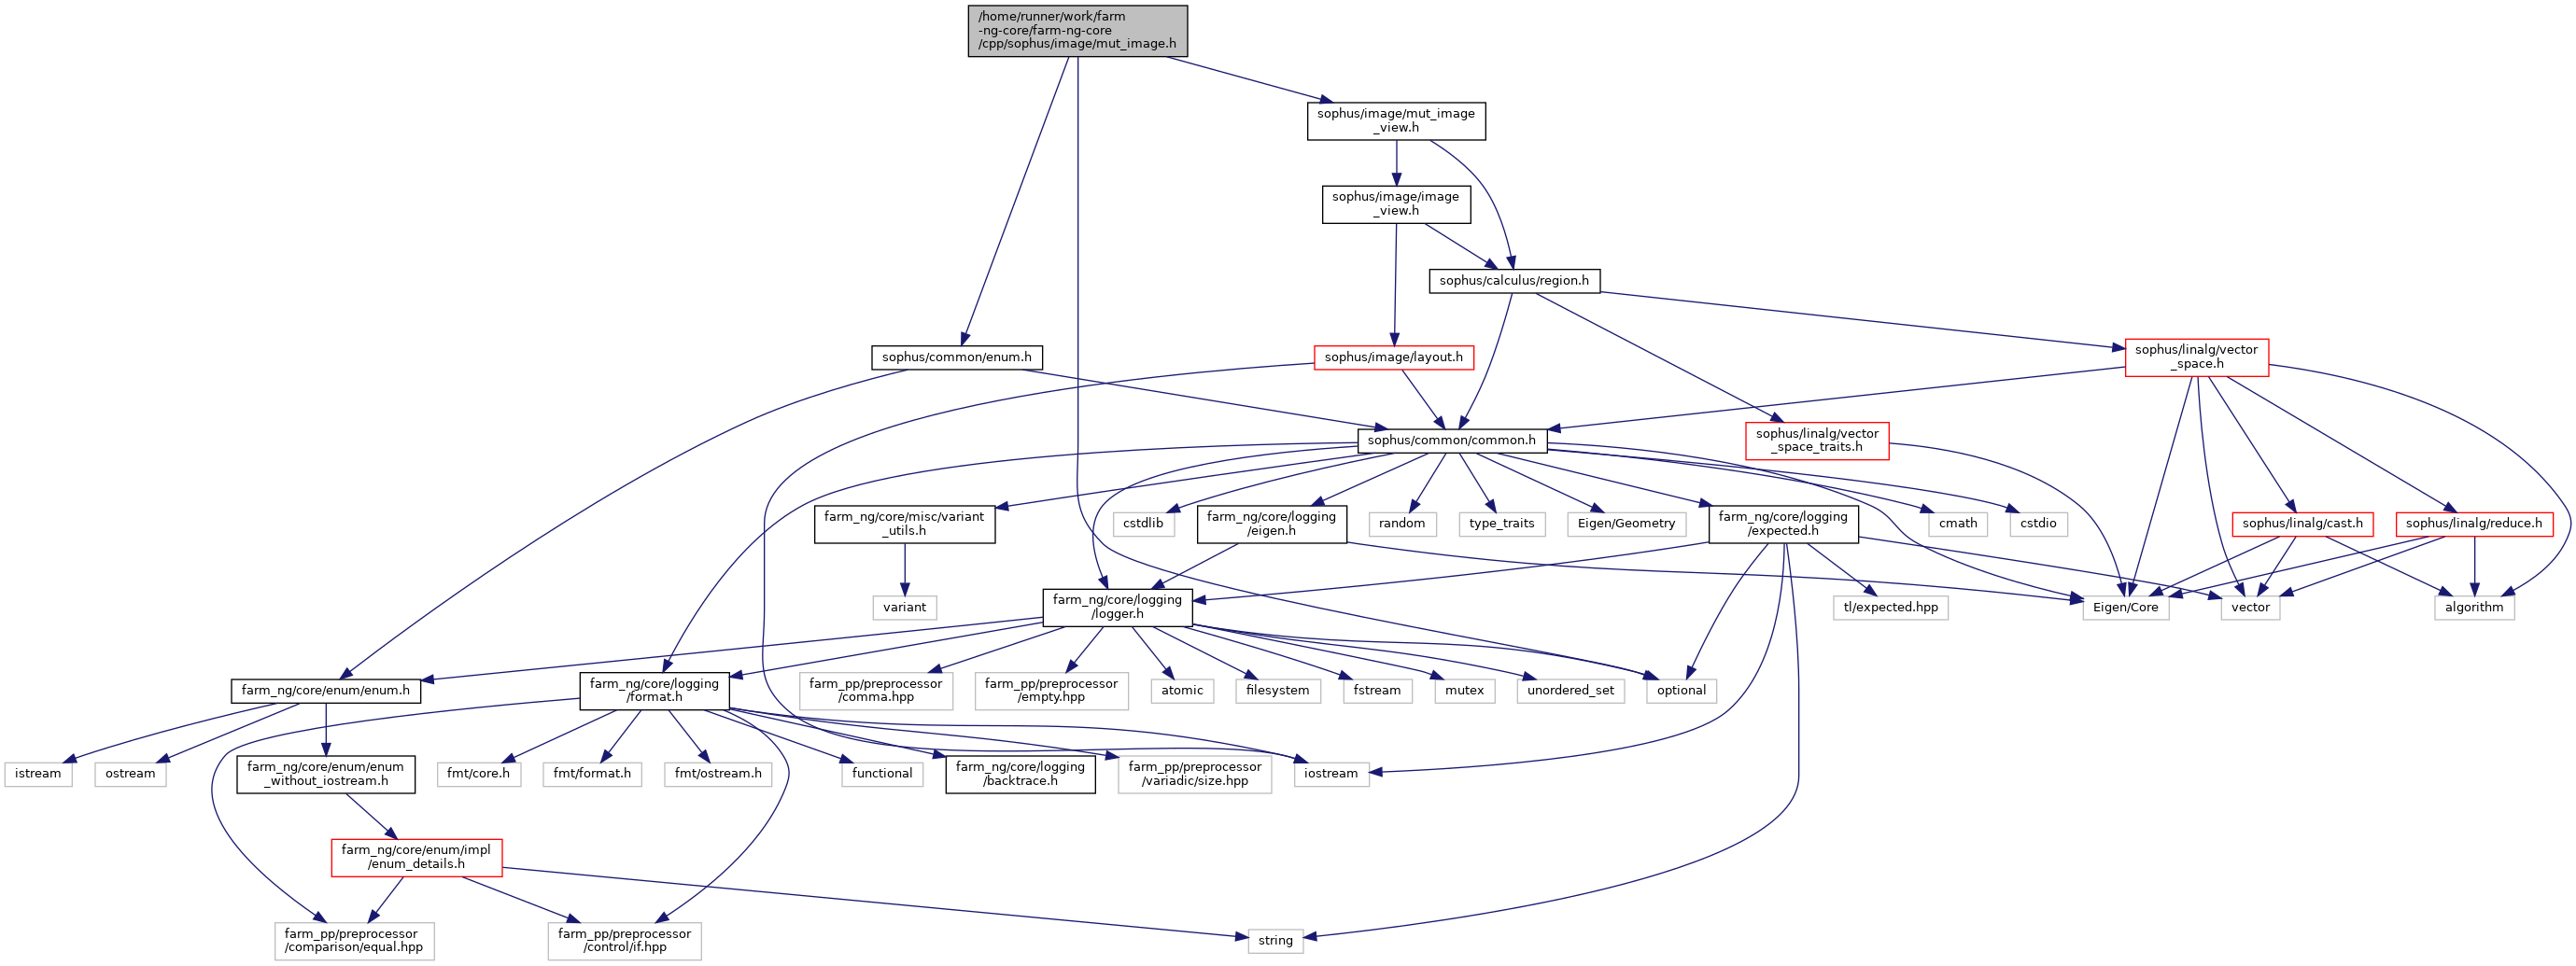 /home/runner/work/farm
-ng-core/farm-ng-core
/cpp/sophus/image/mut_image.h
sophus/image/mut_image
_view.h
sophus/image/image
_view.h
sophus/calculus/region.h
sophus/common/enum.h
sophus/image/layout.h
sophus/linalg/vector
_space.h
sophus/common/common.h
sophus/linalg/vector
_space_traits.h
farm_ng/core/misc/variant
_utils.h
cstdlib
farm_ng/core/logging
/eigen.h
random
type_traits
Eigen/Geometry
farm_ng/core/logging
/expected.h
cmath
cstdio
sophus/linalg/cast.h
sophus/linalg/reduce.h
variant
farm_ng/core/logging
/logger.h
tl/expected.hpp
Eigen/Core
vector
algorithm
farm_ng/core/enum/enum.h
farm_ng/core/logging
/format.h
farm_pp/preprocessor
/comma.hpp
farm_pp/preprocessor
/empty.hpp
atomic
filesystem
fstream
mutex
unordered_set
optional
istream
ostream
farm_ng/core/enum/enum
_without_iostream.h
fmt/core.h
fmt/format.h
fmt/ostream.h
functional
farm_ng/core/logging
/backtrace.h
farm_pp/preprocessor
/variadic/size.hpp
iostream
farm_ng/core/enum/impl
/enum_details.h
farm_pp/preprocessor
/comparison/equal.hpp
farm_pp/preprocessor
/control/if.hpp
string